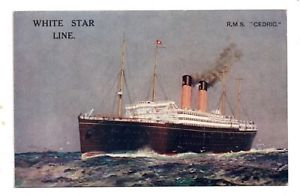 WHITE STAR
LINE.
R.M.S. "CEDRIC."